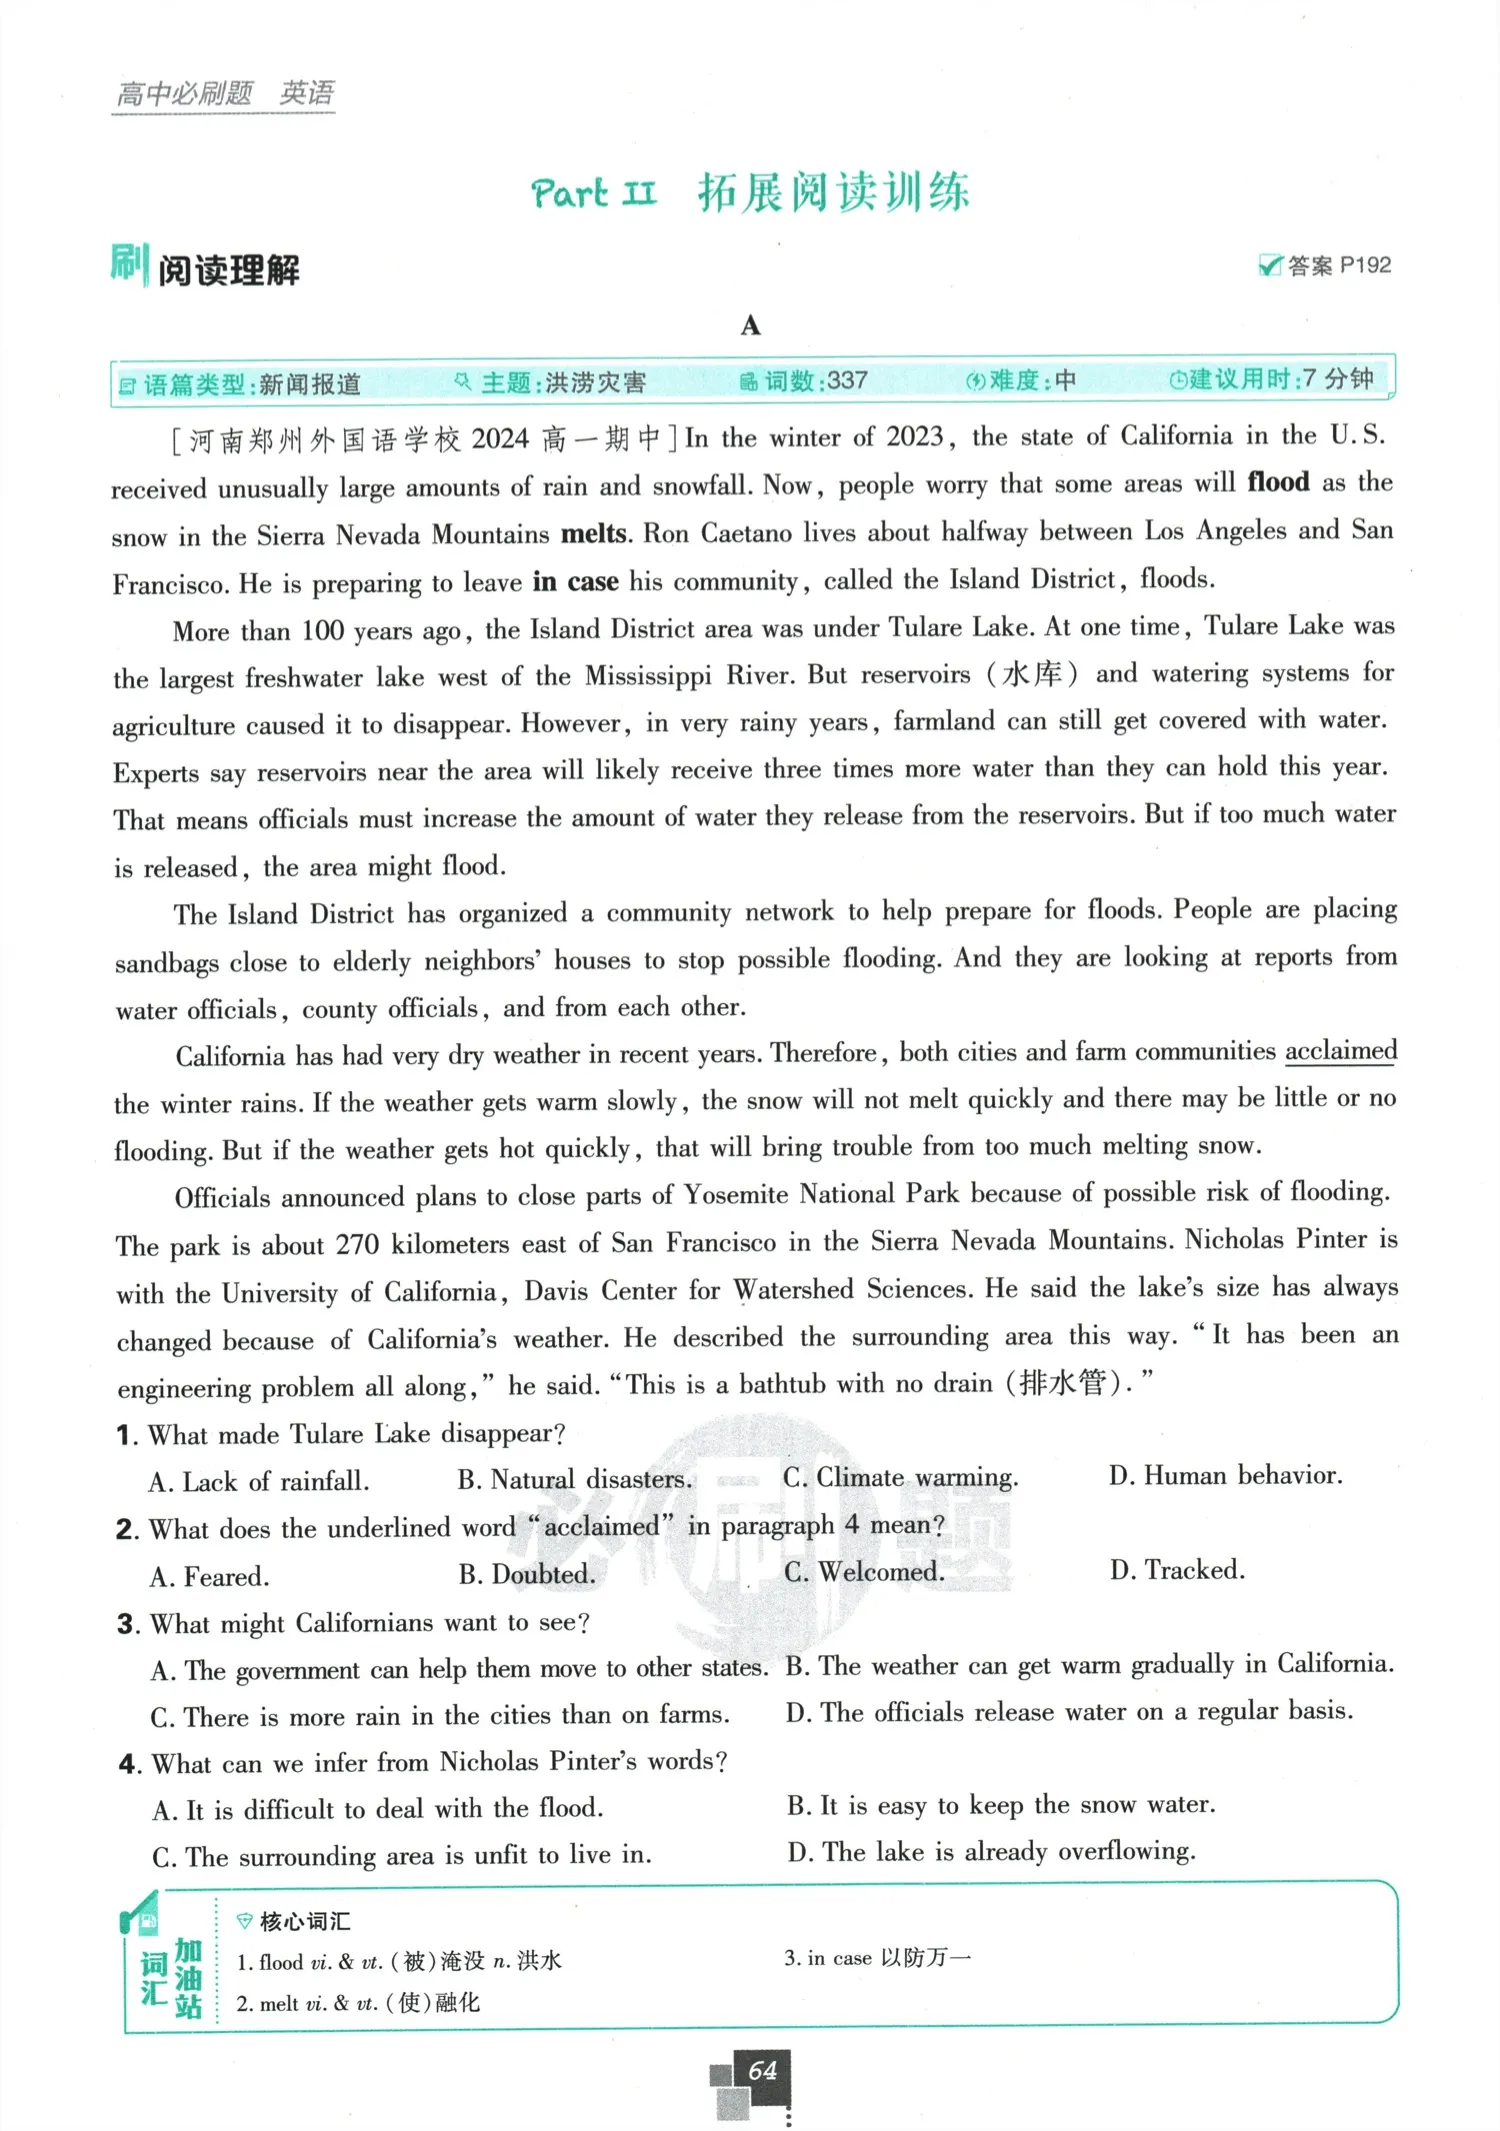 高中必刷题 英语
Part II 拓展阅读训练
刷 阅读理解
答案 P192
A
语篇类型:新闻报道 主题:洪涝灾害 词数:337 难度:中 建议用时:7 分钟
[河南郑州外国语学校 2024 高一期中]In the winter of 2023, the state of California in the U.S.
received unusually large amounts of rain and snowfall. Now, people worry that some areas will flood as the
snow in the Sierra Nevada Mountains melts. Ron Caetano lives about halfway between Los Angeles and San
Francisco. He is preparing to leave in case his community, called the Island District, floods.
More than 100 years ago, the Island District area was under Tulare Lake. At one time, Tulare Lake was
the largest freshwater lake west of the Mississippi River. But reservoirs (水库) and watering systems for
agriculture caused it to disappear. However, in very rainy years, farmland can still get covered with water.
Experts say reservoirs near the area will likely receive three times more water than they can hold this year.
That means officials must increase the amount of water they release from the reservoirs. But if too much water
is released, the area might flood.
The Island District has organized a community network to help prepare for floods. People are placing
sandbags close to elderly neighbors' houses to stop possible flooding. And they are looking at reports from
water officials, county officials, and from each other.
California has had very dry weather in recent years. Therefore, both cities and farm communities acclaimed
the winter rains. If the weather gets warm slowly, the snow will not melt quickly and there may be little or no
flooding. But if the weather gets hot quickly, that will bring trouble from too much melting snow.
Officials announced plans to close parts of Yosemite National Park because of possible risk of flooding.
The park is about 270 kilometers east of San Francisco in the Sierra Nevada Mountains. Nicholas Pinter is
with the University of California, Davis Center for Watershed Sciences. He said the lake's size has always
changed because of California's weather. He described the surrounding area this way. “It has been an
engineering problem all along,” he said. “This is a bathtub with no drain (排水管).”
1. What made Tulare Lake disappear?
A. Lack of rainfall. B. Natural disasters. C. Climate warming. D. Human behavior.
2. What does the underlined word “acclaimed” in paragraph 4 mean?
A. Feared. B. Doubted. C. Welcomed. D. Tracked.
3. What might Californians want to see?
A. The government can help them move to other states. B. The weather can get warm gradually in California.
C. There is more rain in the cities than on farms. D. The officials release water on a regular basis.
4. What can we infer from Nicholas Pinter's words?
A. It is difficult to deal with the flood. B. It is easy to keep the snow water.
C. The surrounding area is unfit to live in. D. The lake is already overflowing.
词汇加油站
核心词汇
1. flood vi. & vt. (被)淹没 n. 洪水 3. in case 以防万一
2. melt vi. & vt. (使)融化
64
必刷题